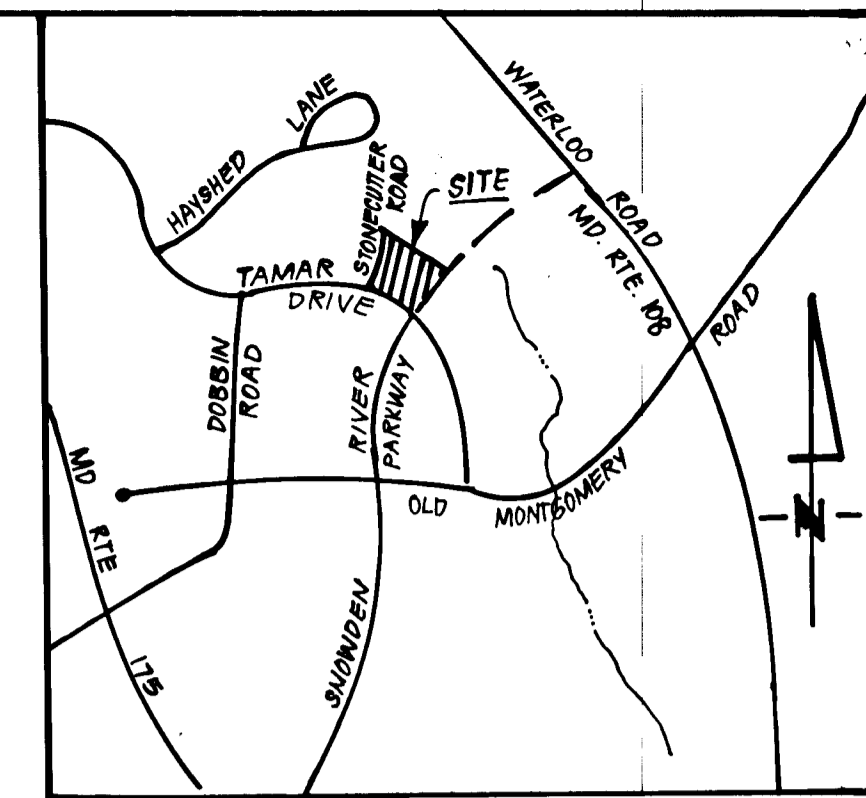 WATERLOO ROAD
MD. RTE. 108
HAYSHED LANE
STONECUTTER
ROAD
SITE
TAMAR
DRIVE
DOBBIN
ROAD
SNOWDEN RIVER
PARKWAY
OLD MONTGOMERY ROAD
MD RTE 175
N